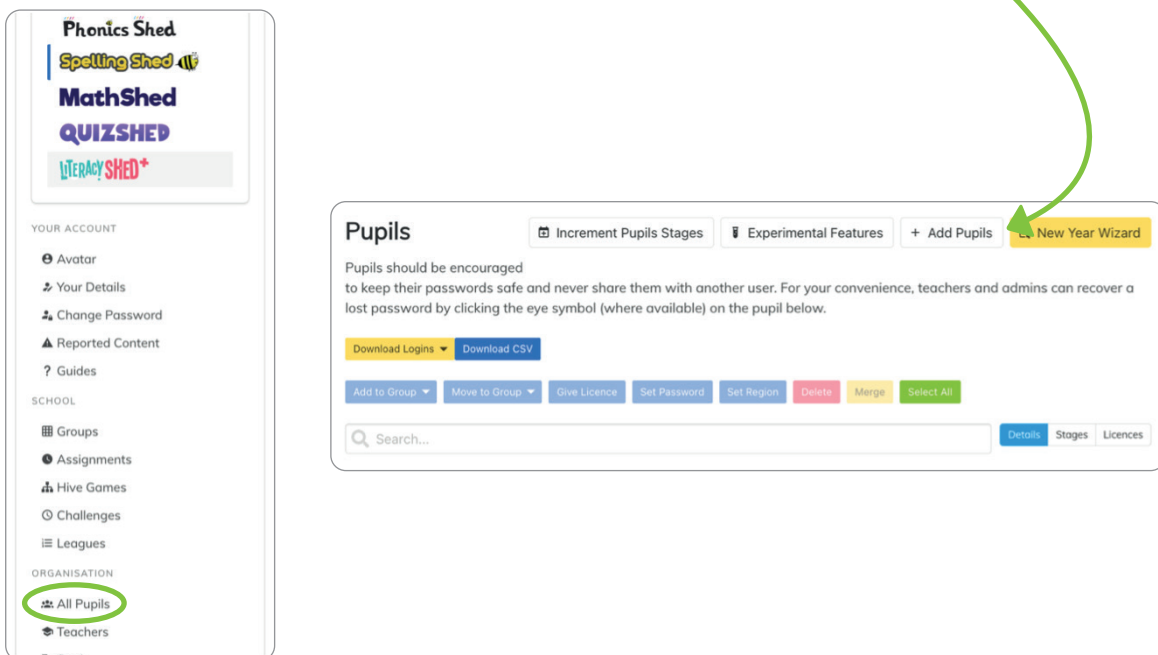 Phonics Shed
Spelling Shed
MathShed
QUIZSHED
LITERACY SHED+
YOUR ACCOUNT
Avatar
Your Details
Change Password
Reported Content
? Guides
SCHOOL
Groups
Assignments
Hive Games
Challenges
Leagues
ORGANISATION
All Pupils
Teachers
Pupils
Increment Pupils Stages
Experimental Features
+ Add Pupils
New Year Wizard
Pupils should be encouraged
to keep their passwords safe and never share them with another user. For your convenience, teachers and admins can recover a
lost password by clicking the eye symbol (where available) on the pupil below.
Download Logins
Download CSV
Add to Group
Move to Group
Give Licence
Set Password
Set Region
Delete
Merge
Select All
Search...
Details
Stages
Licences